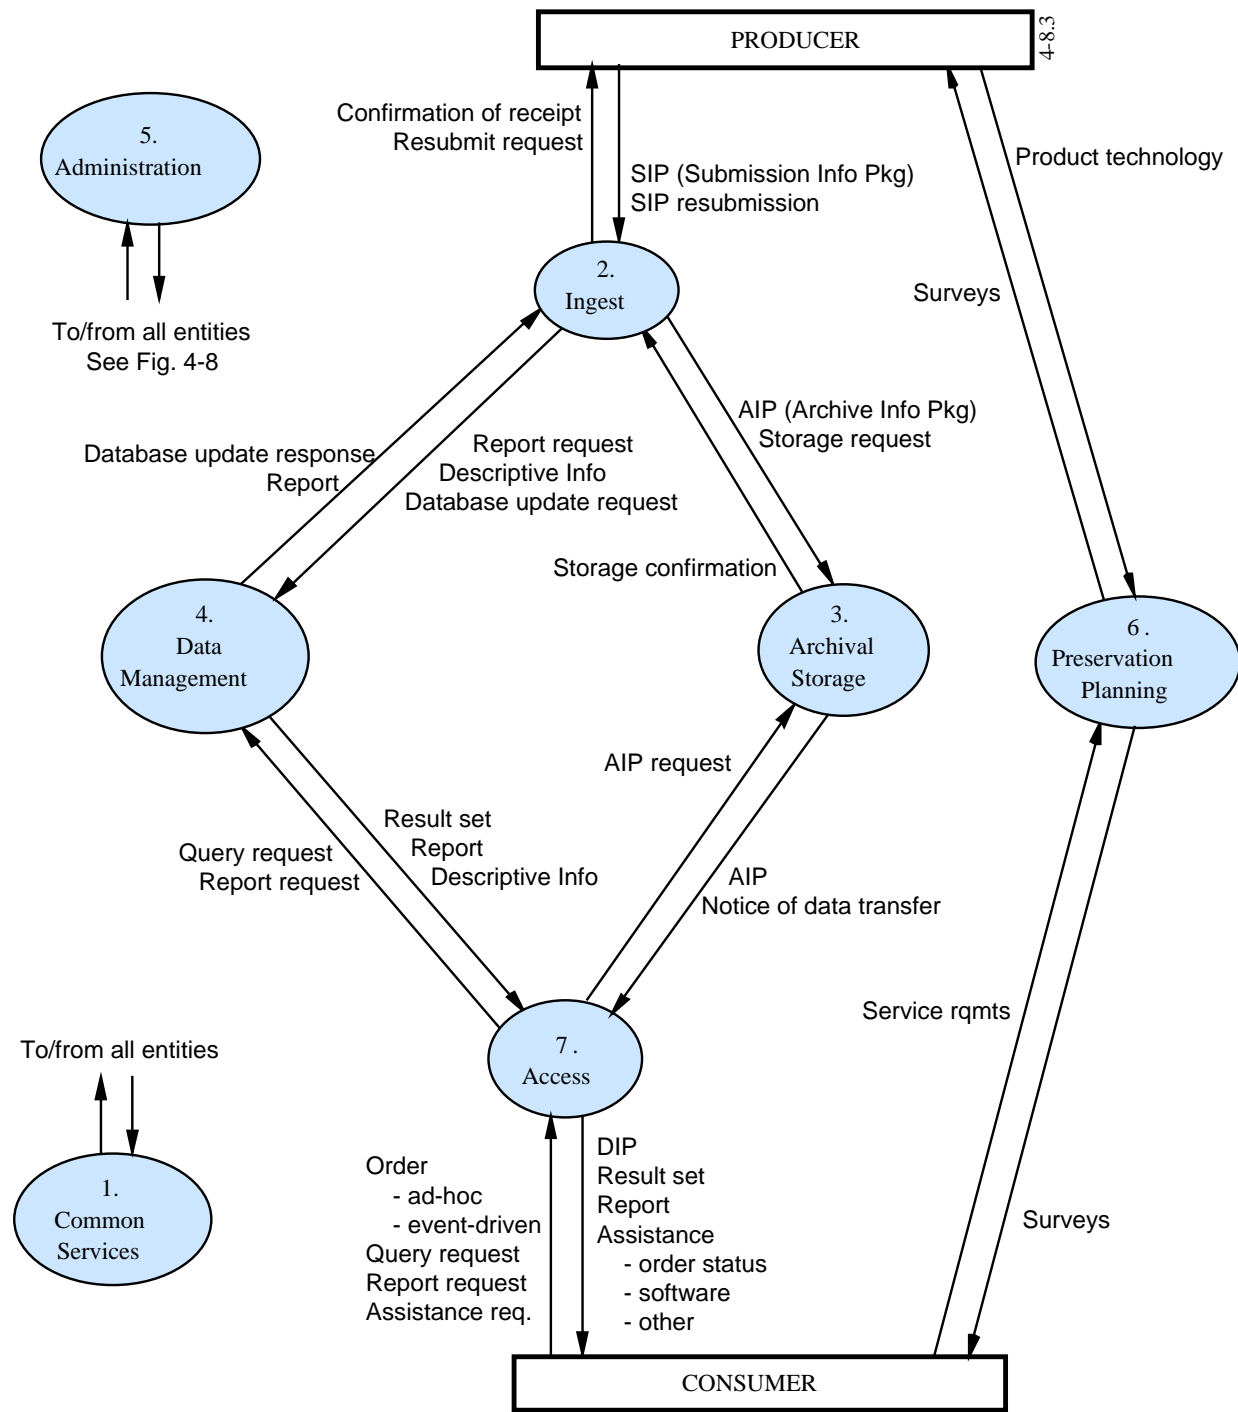 PRODUCER
4-8.3
Confirmation of receipt
Resubmit request
SIP (Submission Info Pkg)
SIP resubmission
Product technology
5.
Administration
To/from all entities
See Fig. 4-8
2.
Ingest
Surveys
Database update response
Report
Report request
Descriptive Info
Database update request
AIP (Archive Info Pkg)
Storage request
Storage confirmation
4.
Data
Management
3.
Archival
Storage
6 .
Preservation
Planning
AIP request
Result set
Report
Descriptive Info
Query request
Report request
AIP
Notice of data transfer
Service rqmts
7 .
Access
To/from all entities
1.
Common
Services
Order
- ad-hoc
- event-driven
Query request
Report request
Assistance req.
DIP
Result set
Report
Assistance
- order status
- software
- other
Surveys
CONSUMER